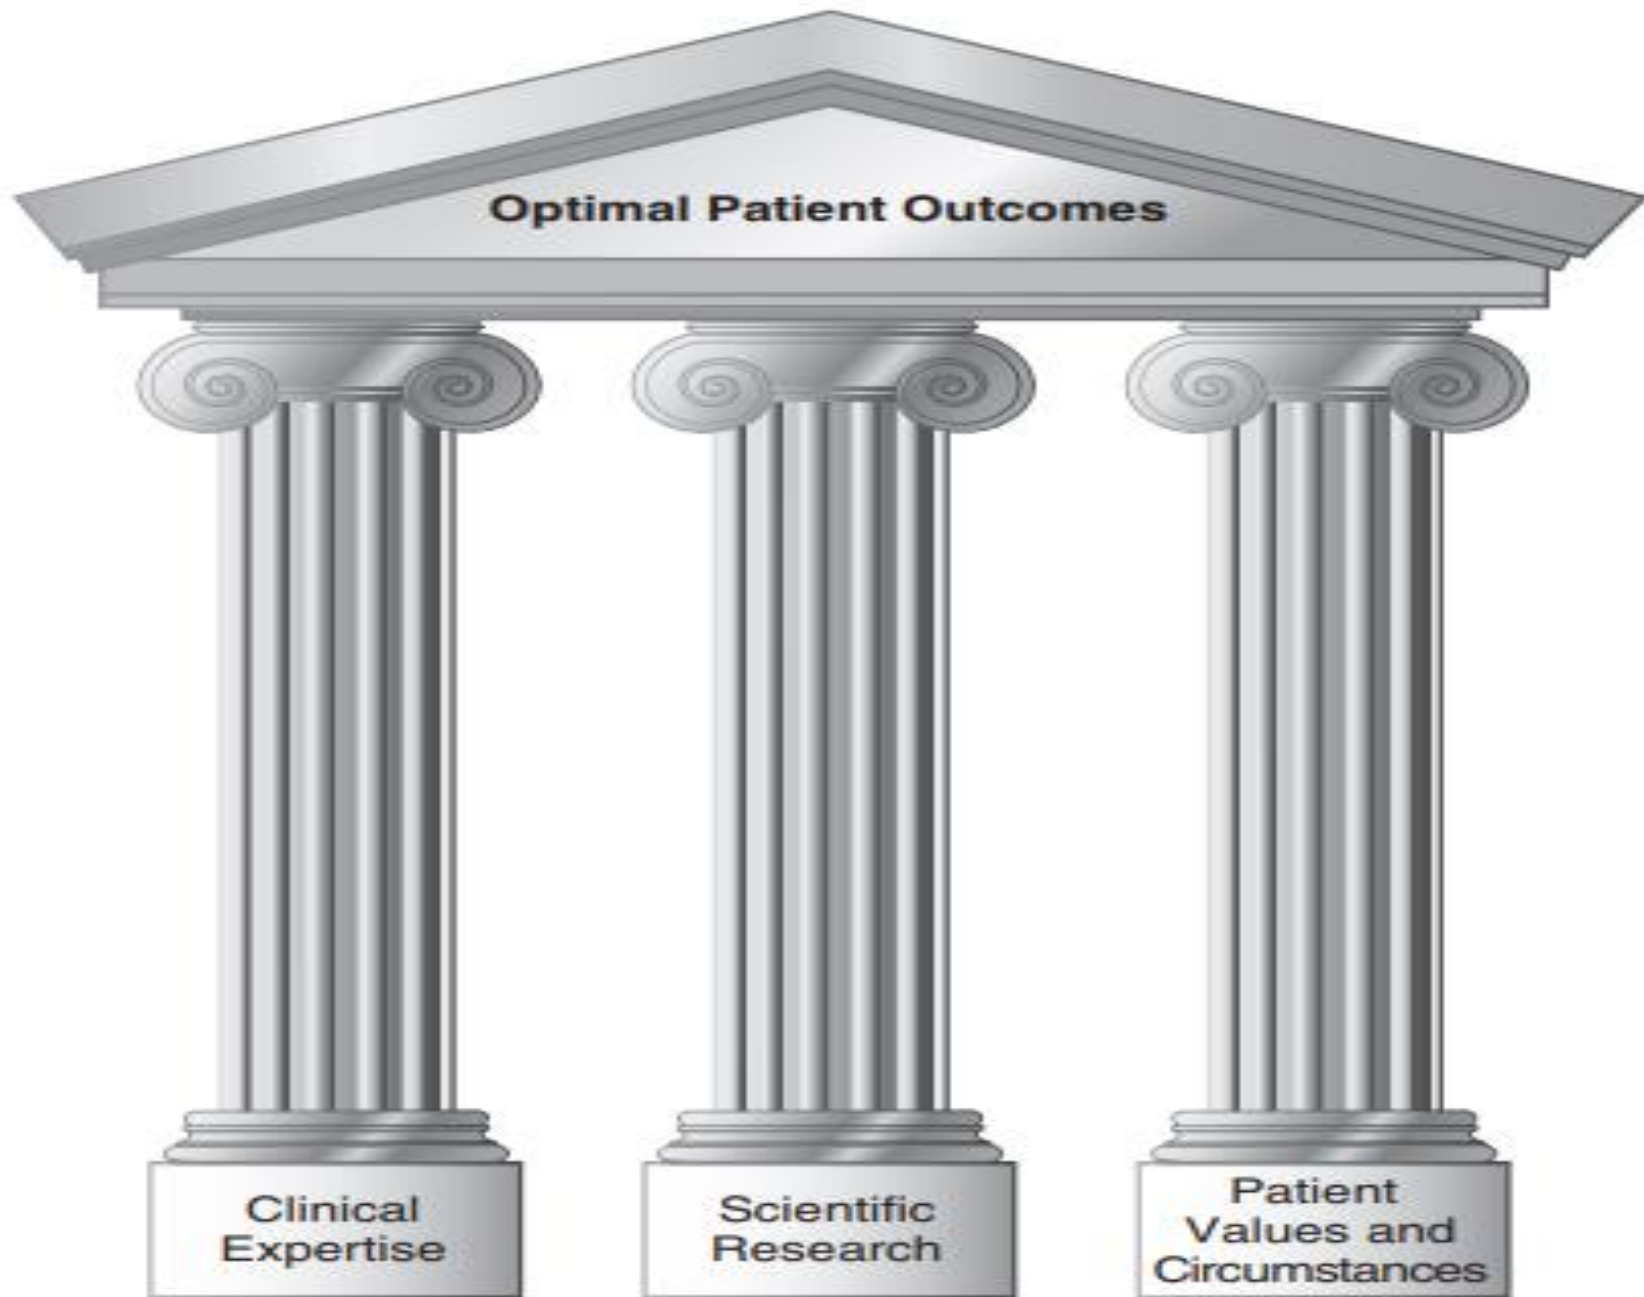 Optimal Patient Outcomes
Clinical
Expertise
Scientific
Research
Patient
Values and
Circumstances